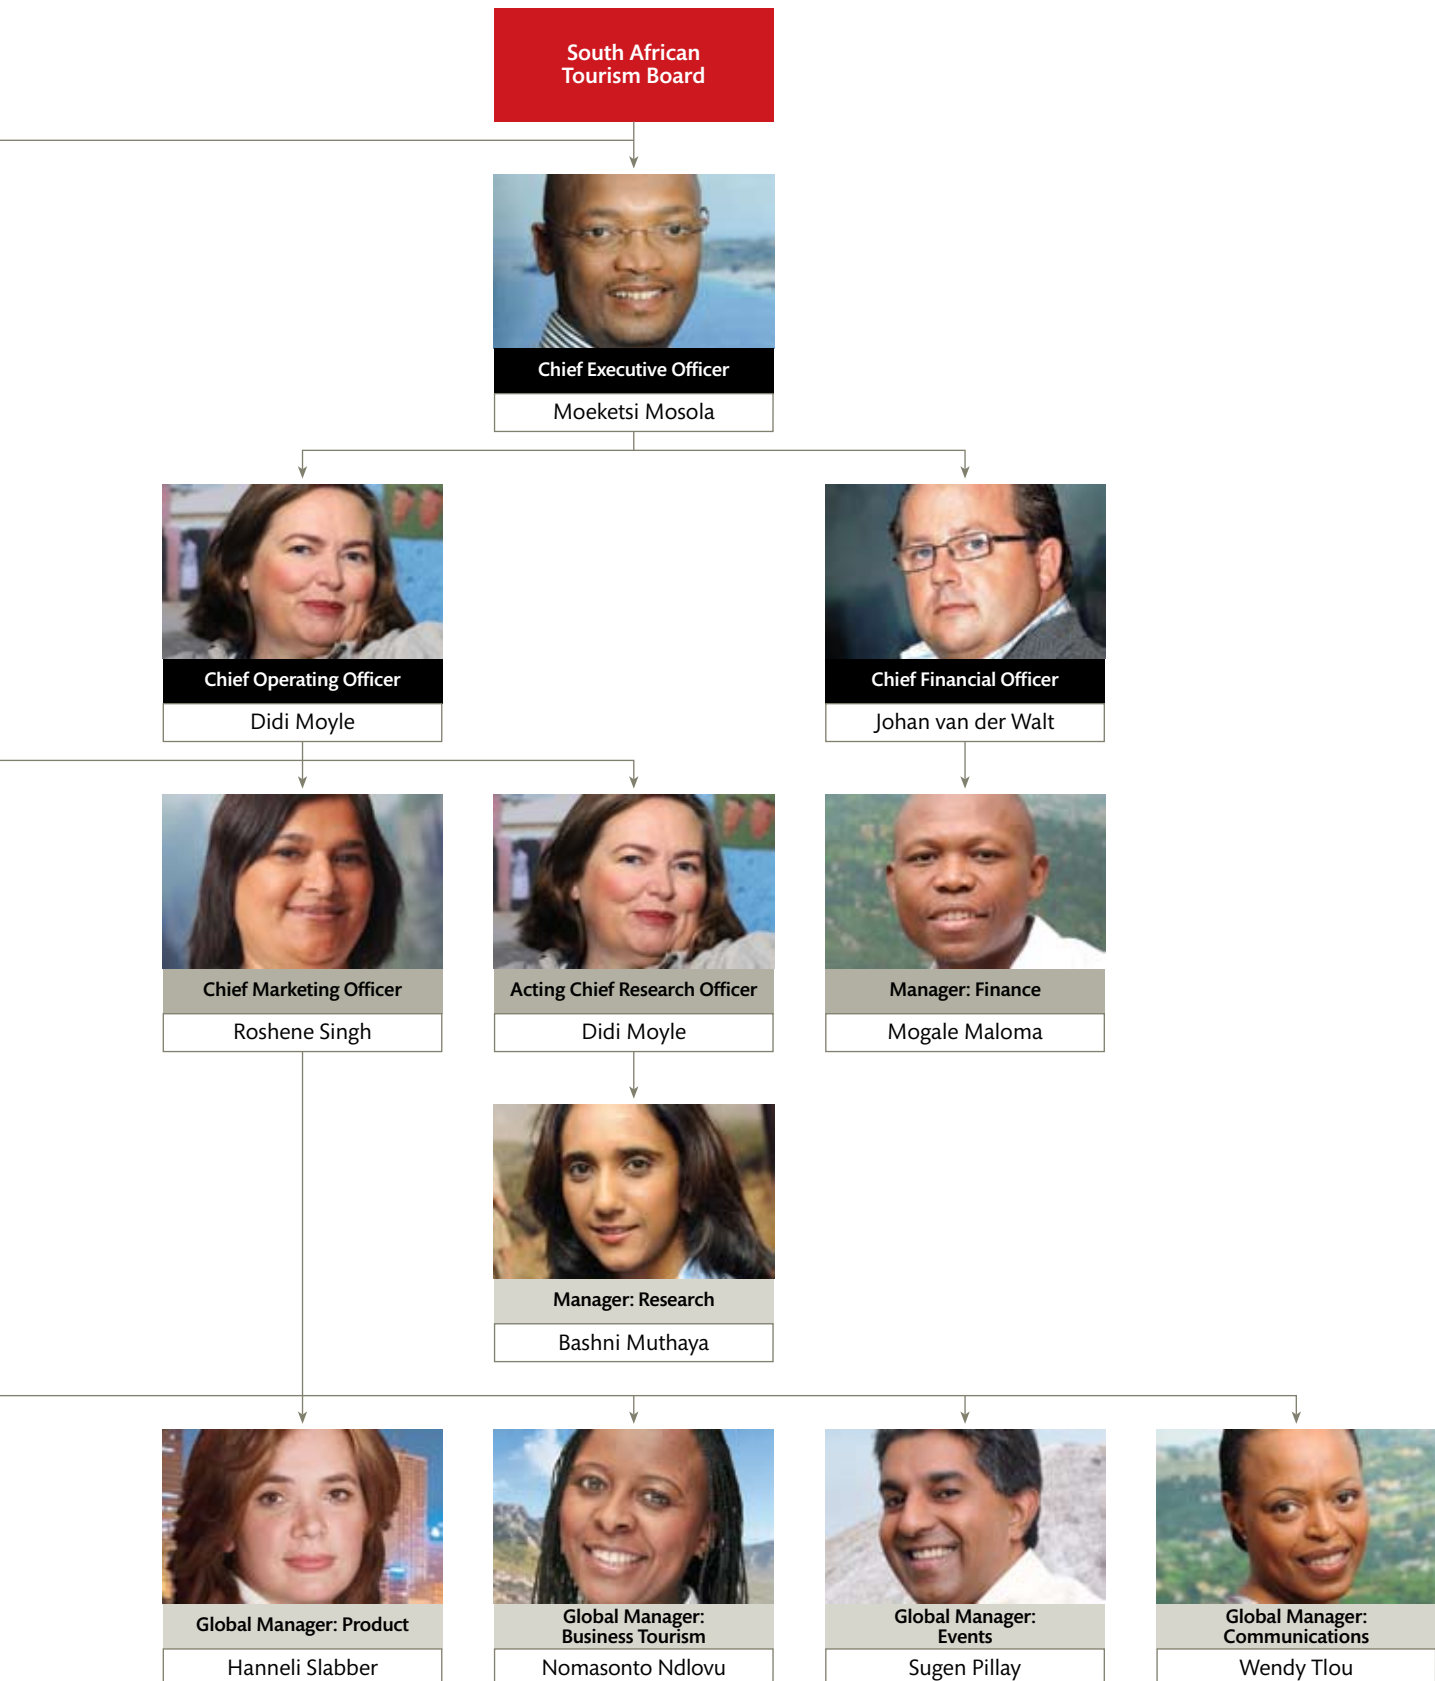 South African
Tourism Board
Chief Executive Officer
Moeketsi Mosola
Chief Operating Officer
Didi Moyle
Chief Financial Officer
Johan van der Walt
Chief Marketing Officer
Roshene Singh
Acting Chief Research Officer
Didi Moyle
Manager: Finance
Mogale Maloma
Manager: Research
Bashni Muthaya
Global Manager: Product
Hanneli Slabber
Global Manager:
Business Tourism
Nomasonto Ndlovu
Global Manager:
Events
Sugen Pillay
Global Manager:
Communications
Wendy Tlou